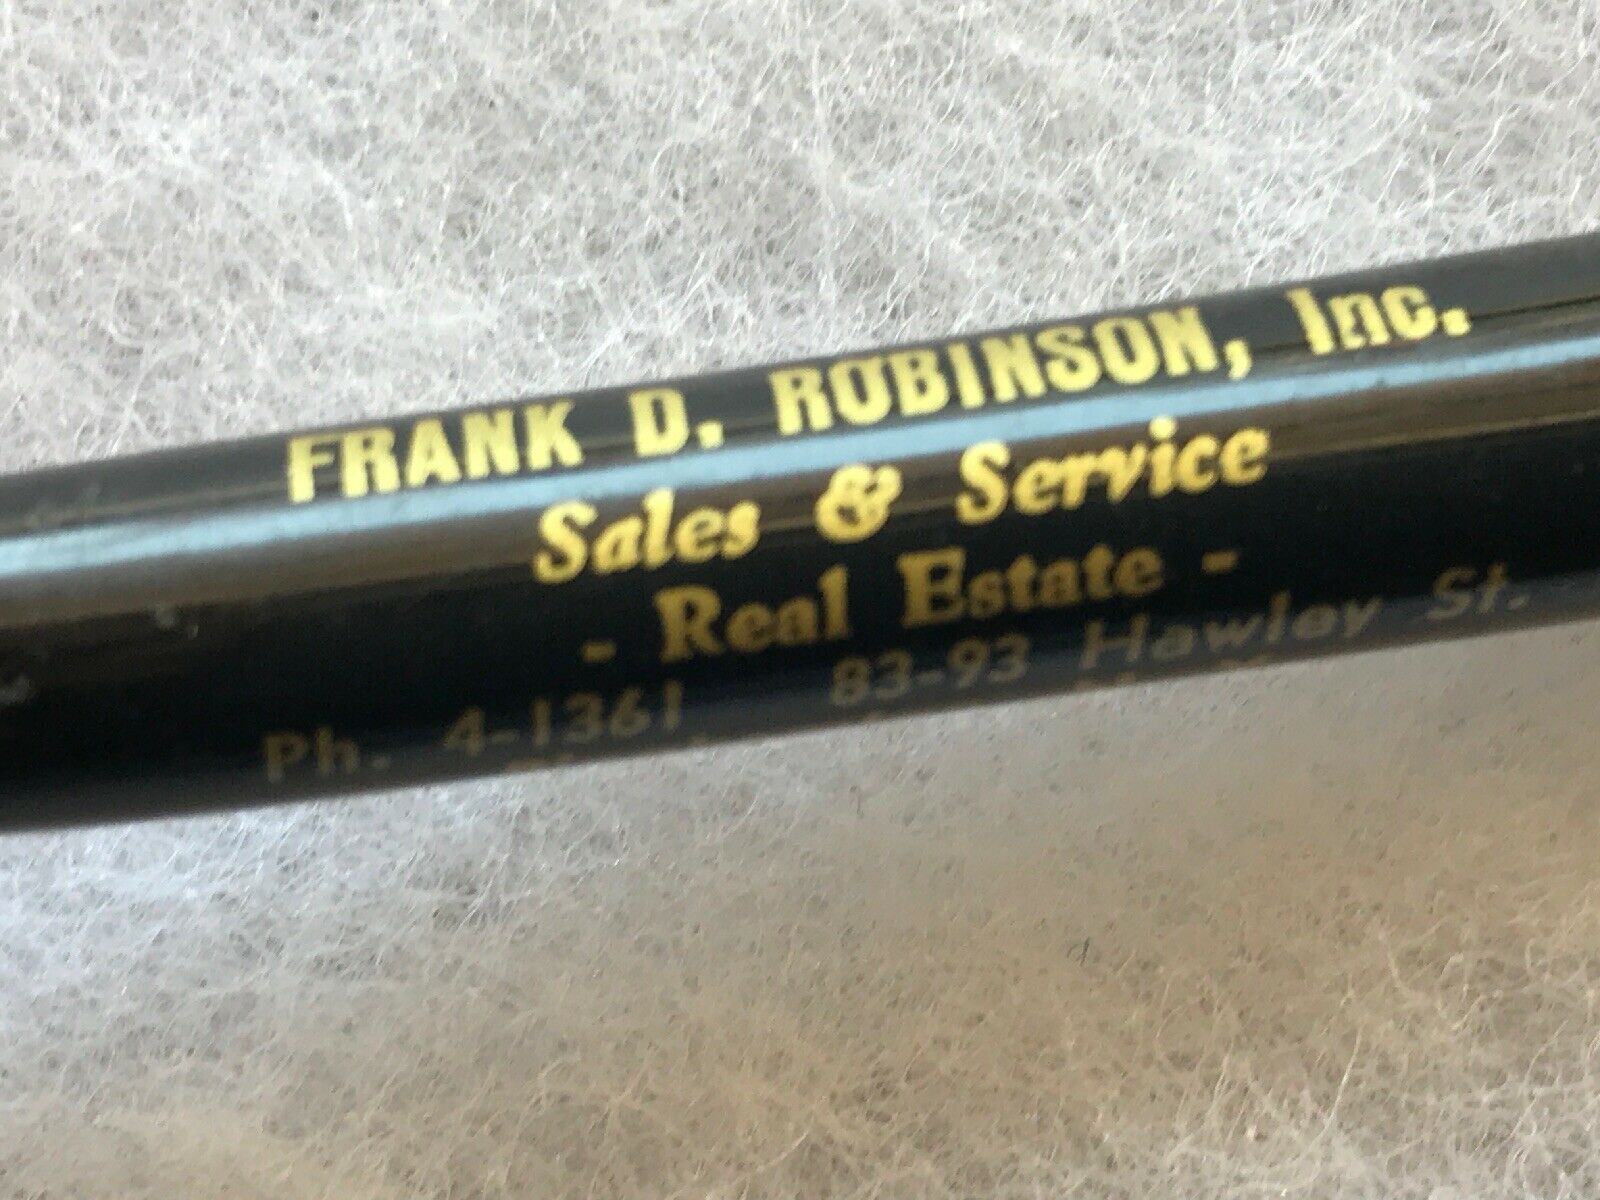 FRANK D. ROBINSON, Inc.
Sales & Service
- Real Estate -
Ph. 4-1361 83-93 Hawley St.